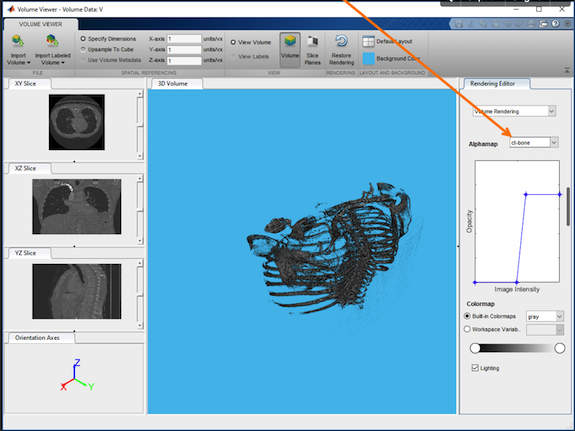 Volume Viewer - Volume Data: V
VOLUME VIEWER
Import Volume
Import Labeled Volume
FILE
Specify Dimensions
Upsample To Cube
Use Volume Metadata
X-axis 1 units/vx
Y-axis 1 units/vx
Z-axis 1 units/vx
SPATIAL REFERENCING
View Volume
View Labels
Volume
Slice Planes
VIEW
Restore Rendering
RENDERING
Default Layout
Background Color
LAYOUT AND BACKGROUND
XY Slice
XZ Slice
YZ Slice
Orientation Axes
Z
X
Y
3D Volume
Rendering Editor
Volume Rendering
Alphamap ct-bone
Opacity
Image Intensity
Colormap
Built-in Colormaps gray
Workspace Variab..
Lighting